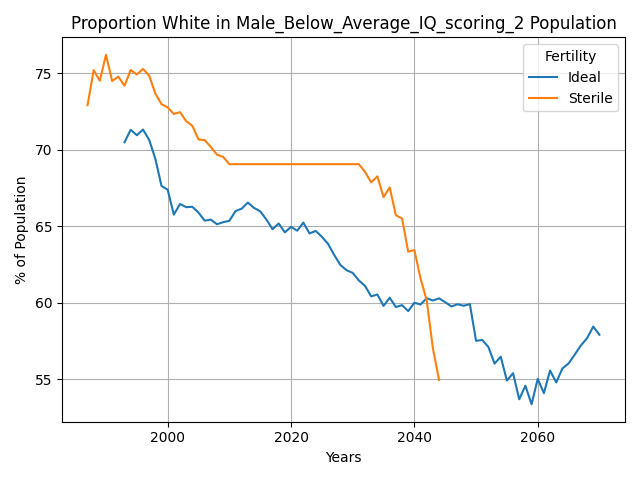 Proportion White in Male_Below_Average_IQ_scoring_2 Population
Fertility
Ideal
Sterile
% of Population
75
70
65
60
55
2000
2020
2040
2060
Years